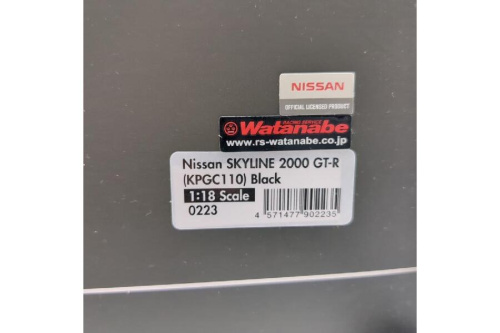 NISSAN
OFFICIAL LICENSED PRODUCT
RACING SERVICE
Watanabe
www.rs-watanabe.co.jp
Nissan SKYLINE 2000 GT-R
(KPGC110) Black
1:18 Scale
0223
4 571477 902235